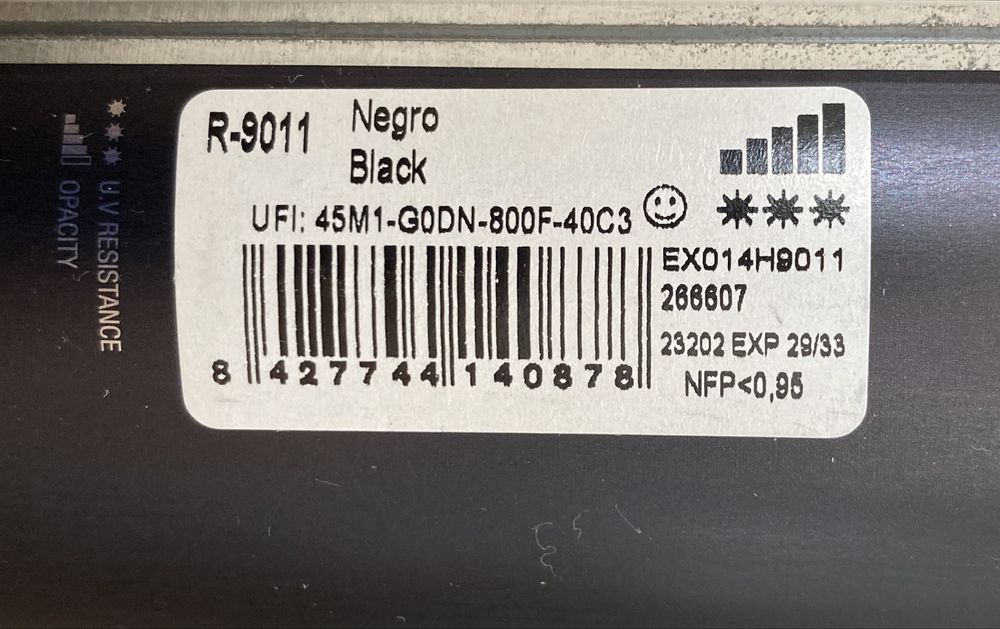 R-9011
Negro
Black
UFI: 45M1-G0DN-800F-40C3
EX014H9011
266607
23202 EXP 29/33
NFP<0,95
8 427744 140878
U.V RESISTANCE
OPACITY